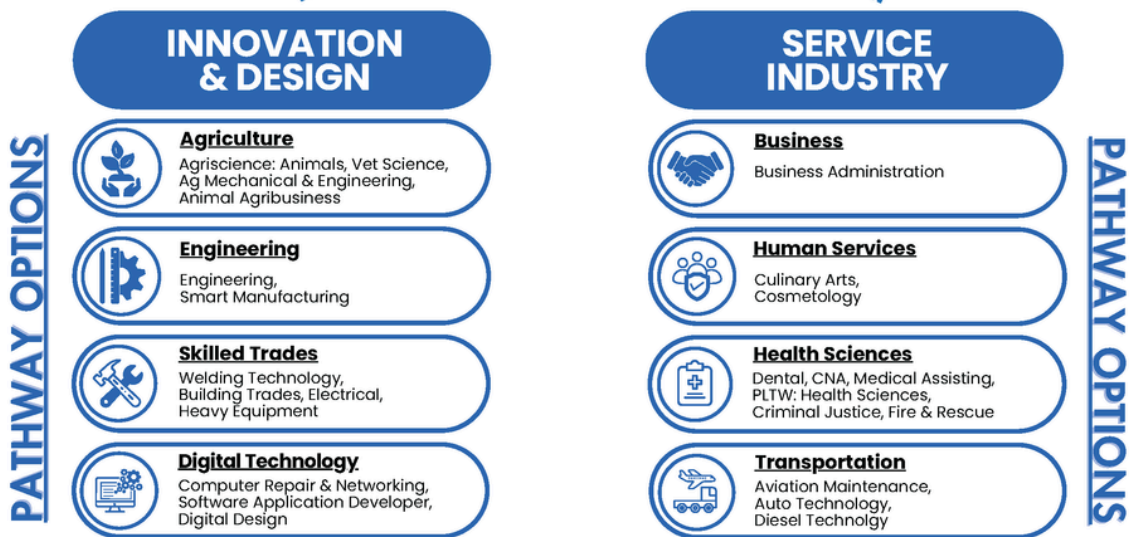 INNOVATION
& DESIGN
PATHWAY OPTIONS
Agriculture
Agriscience: Animals, Vet Science,
Ag Mechanical & Engineering,
Animal Agribusiness
Engineering
Engineering,
Smart Manufacturing
Skilled Trades
Welding Technology,
Building Trades, Electrical,
Heavy Equipment
Digital Technology
Computer Repair & Networking,
Software Application Developer,
Digital Design
SERVICE
INDUSTRY
Business
Business Administration
Human Services
Culinary Arts,
Cosmetology
Health Sciences
Dental, CNA, Medical Assisting,
PLTW: Health Sciences,
Criminal Justice, Fire & Rescue
Transportation
Aviation Maintenance,
Auto Technology,
Diesel Technolgy
PATHWAY OPTIONS